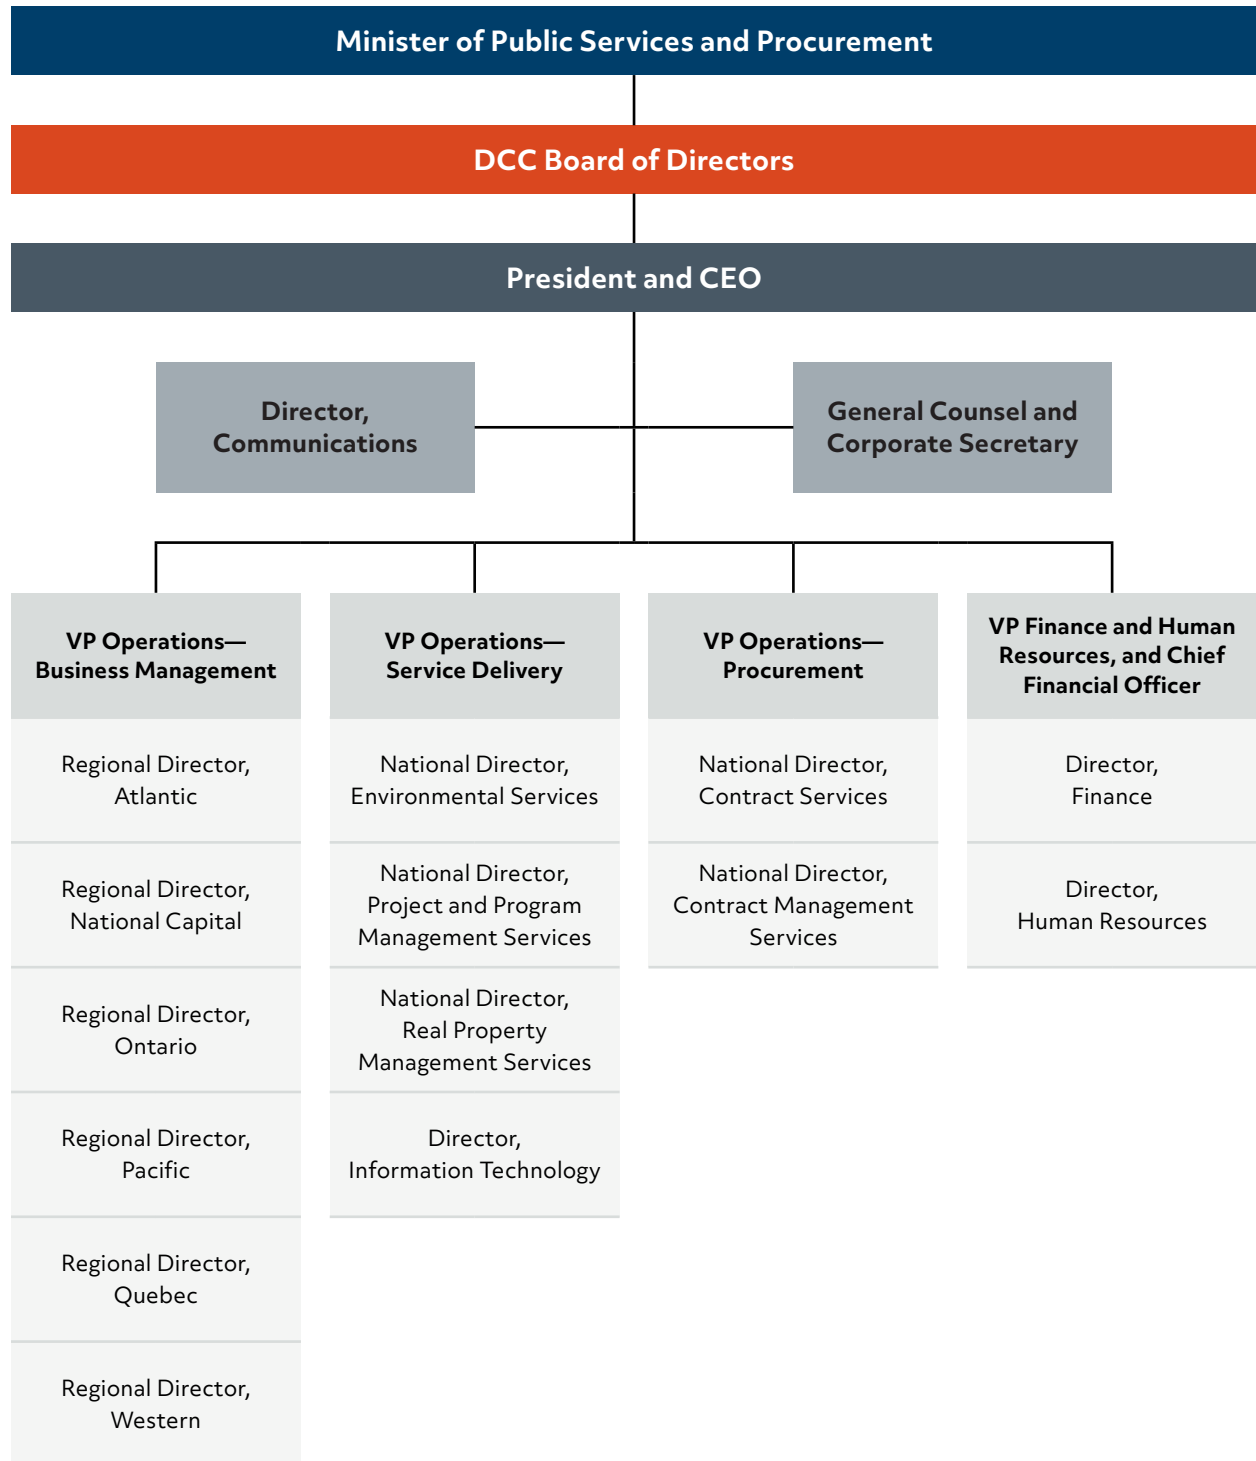 Minister of Public Services and Procurement
DCC Board of Directors
President and CEO
Director,
Communications
General Counsel and
Corporate Secretary
VP Operations—
Business Management
Regional Director,
Atlantic
Regional Director,
National Capital
Regional Director,
Ontario
Regional Director,
Pacific
Regional Director,
Quebec
Regional Director,
Western
VP Operations—
Service Delivery
National Director,
Environmental Services
National Director,
Project and Program
Management Services
National Director,
Real Property
Management Services
Director,
Information Technology
VP Operations—
Procurement
National Director,
Contract Services
National Director,
Contract Management
Services
VP Finance and Human
Resources, and Chief
Financial Officer
Director,
Finance
Director,
Human Resources